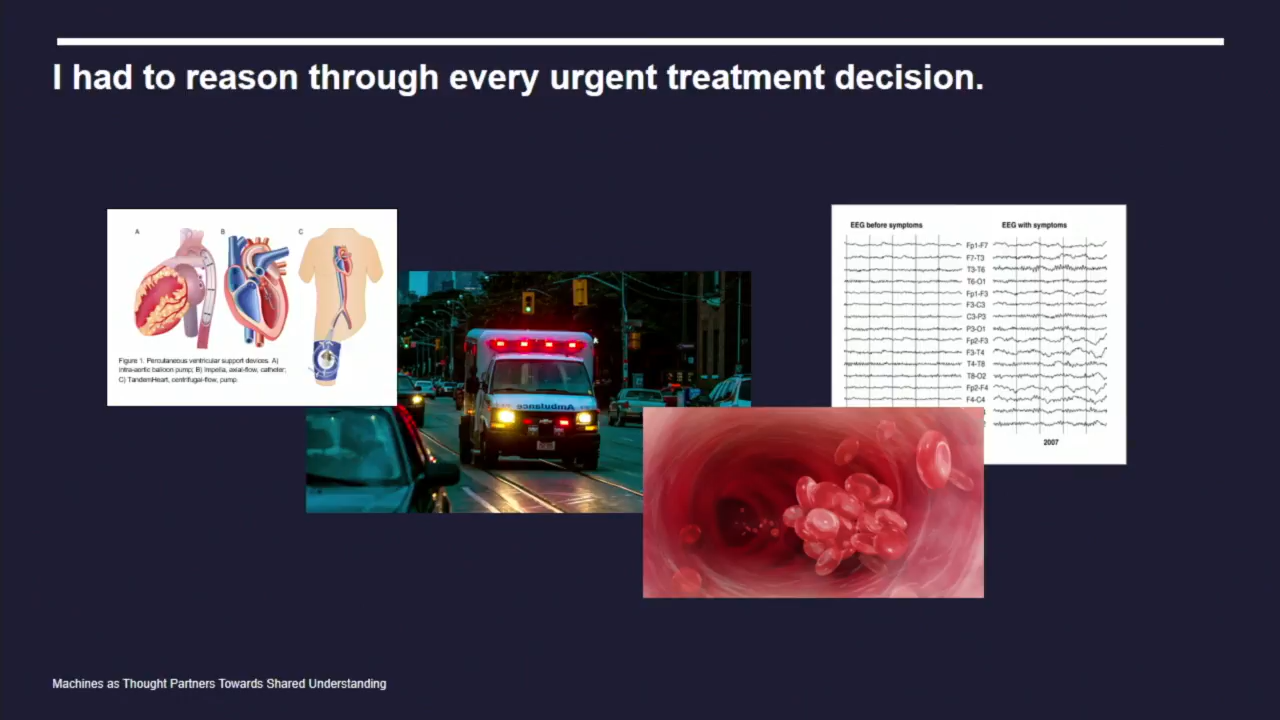 I had to reason through every urgent treatment decision.
A
B
C
Figure 1. Percutaneous ventricular support devices. A)
intra-aortic balloon pump; B) Impella, axial-flow, catheter;
C) TandemHeart, centrifugal-flow, pump.
Ambulance
EEG before symptoms
EEG with symptoms
Fp1-F7
F7-T3
T3-T6
T6-O1
Fp1-F3
F3-C3
C3-P3
P3-O1
Fp2-F3
F3-T4
T4-T8
T8-O2
Fp2-F4
F4-C4
2007
Machines as Thought Partners Towards Shared Understanding